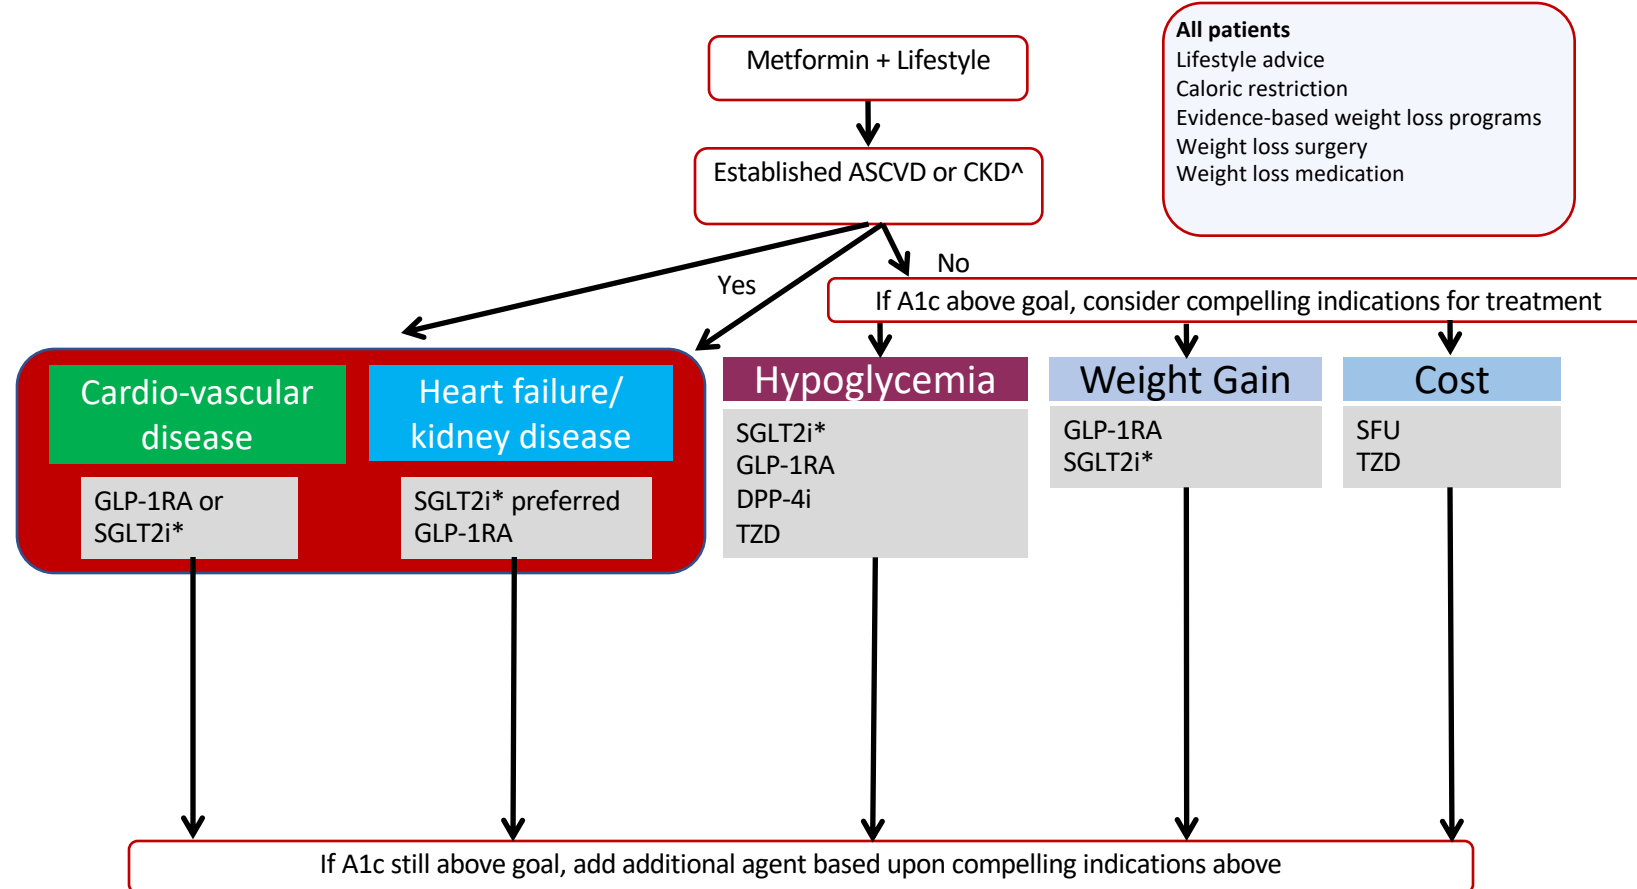 Metformin + Lifestyle
All patients
Lifestyle advice
Caloric restriction
Evidence-based weight loss programs
Weight loss surgery
Weight loss medication
Established ASCVD or CKD^
Yes
No
If A1c above goal, consider compelling indications for treatment
Cardio-vascular
disease
GLP-1RA or
SGLT2i*
Heart failure/
kidney disease
SGLT2i* preferred
GLP-1RA
Hypoglycemia
SGLT2i*
GLP-1RA
DPP-4i
TZD
Weight Gain
GLP-1RA
SGLT2i*
Cost
SFU
TZD
If A1c still above goal, add additional agent based upon compelling indications above